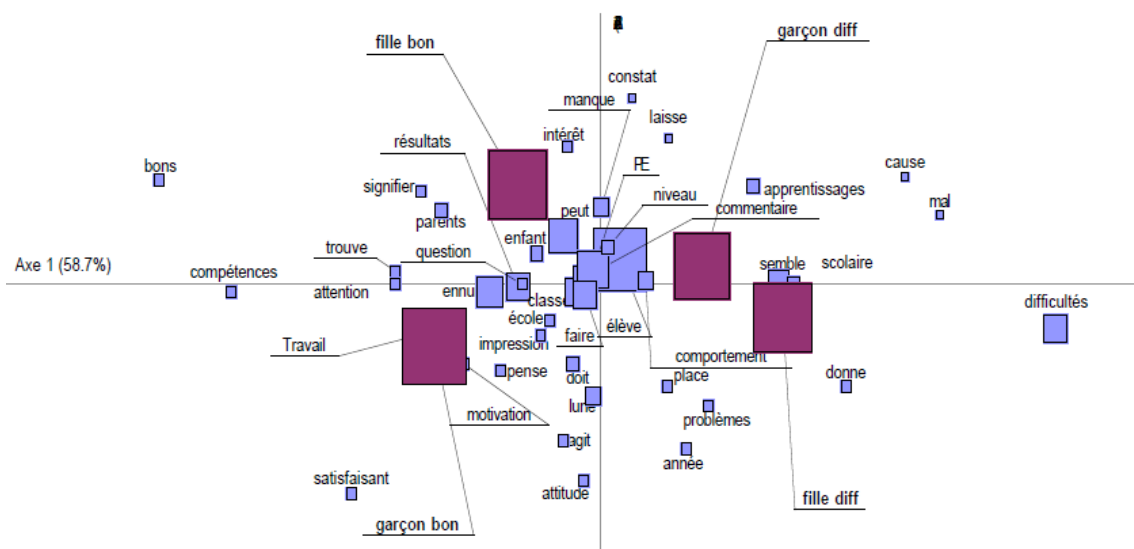 garçon diff
fille bon
constat
manque
laisse
intérêt
résultats
PE
bons
cause
signifier
niveau
apprentissages
mal
parents
peut
commentaire
enfant
trouve
question
Axe 1 (58.7%)
semble
scolaire
compétences
attention
ennui
classe
difficultés
école
faire
élève
Travail
impression
comportement
pense
doit
place
donne
lune
motivation
problèmes
agit
année
satisfaisant
attitude
fille diff
garçon bon